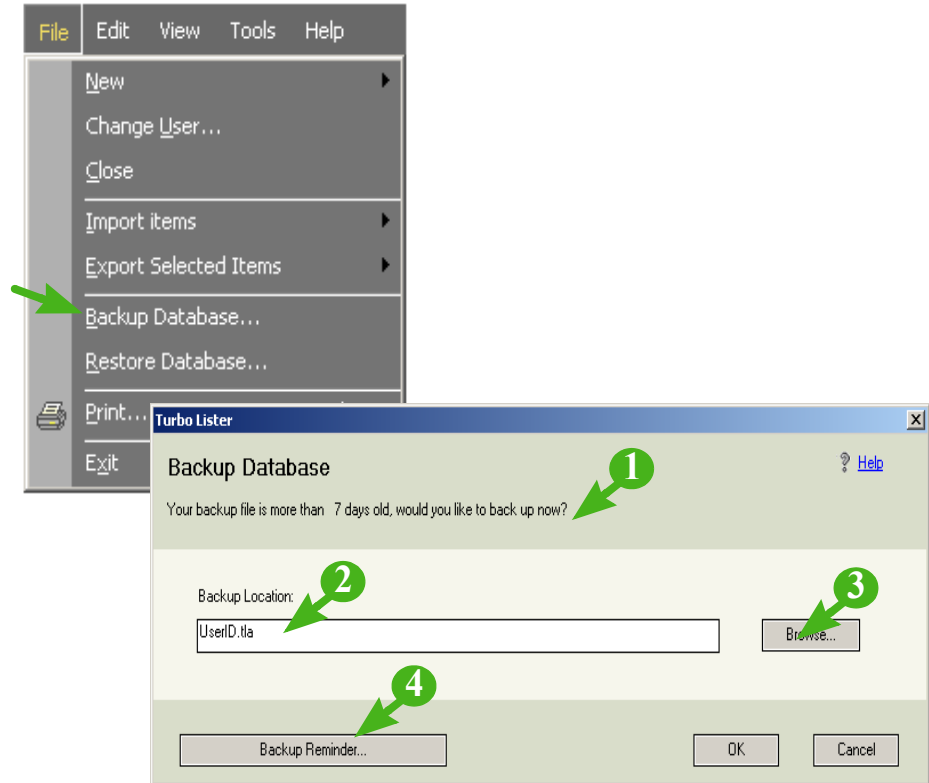 File Edit View Tools Help
New
Change User...
Close
Import items
Export Selected Items
Backup Database...
Restore Database...
Print...
Exit
Turbo Lister
Backup Database
Help
1
Your backup file is more than 7 days old, would you like to back up now?
2
3
Backup Location:
UserID.tla
Browse...
4
Backup Reminder...
OK
Cancel